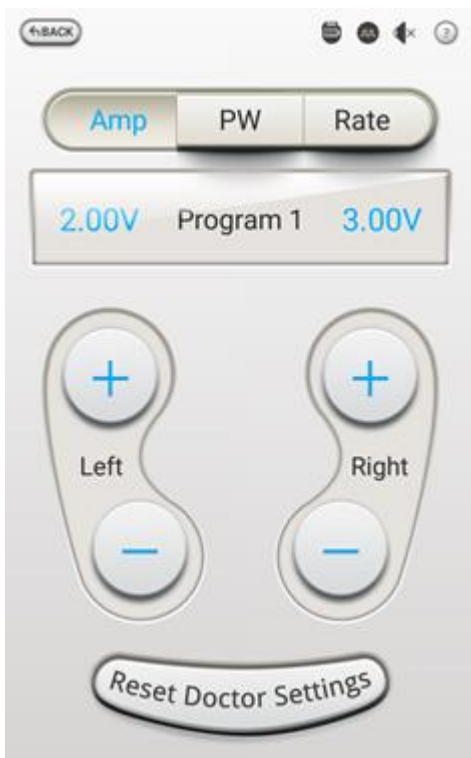 BACK
?
Amp PW Rate
2.00V Program 1 3.00V
+ +
Left Right
− −
Reset Doctor Settings